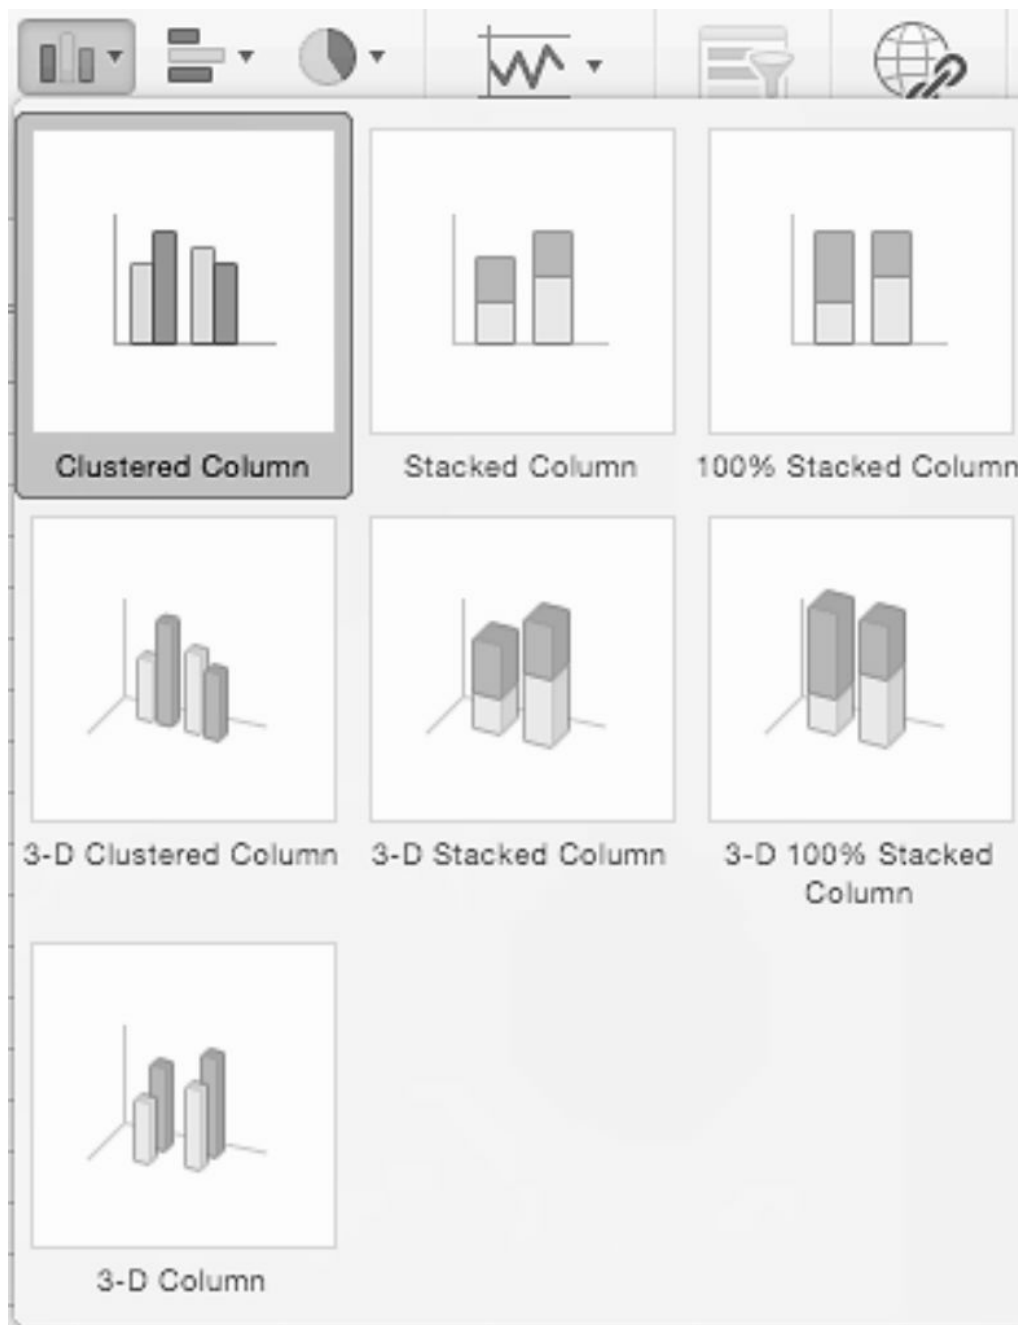 Clustered Column
Stacked Column
100% Stacked Column
3-D Clustered Column
3-D Stacked Column
3-D 100% Stacked
Column
3-D Column